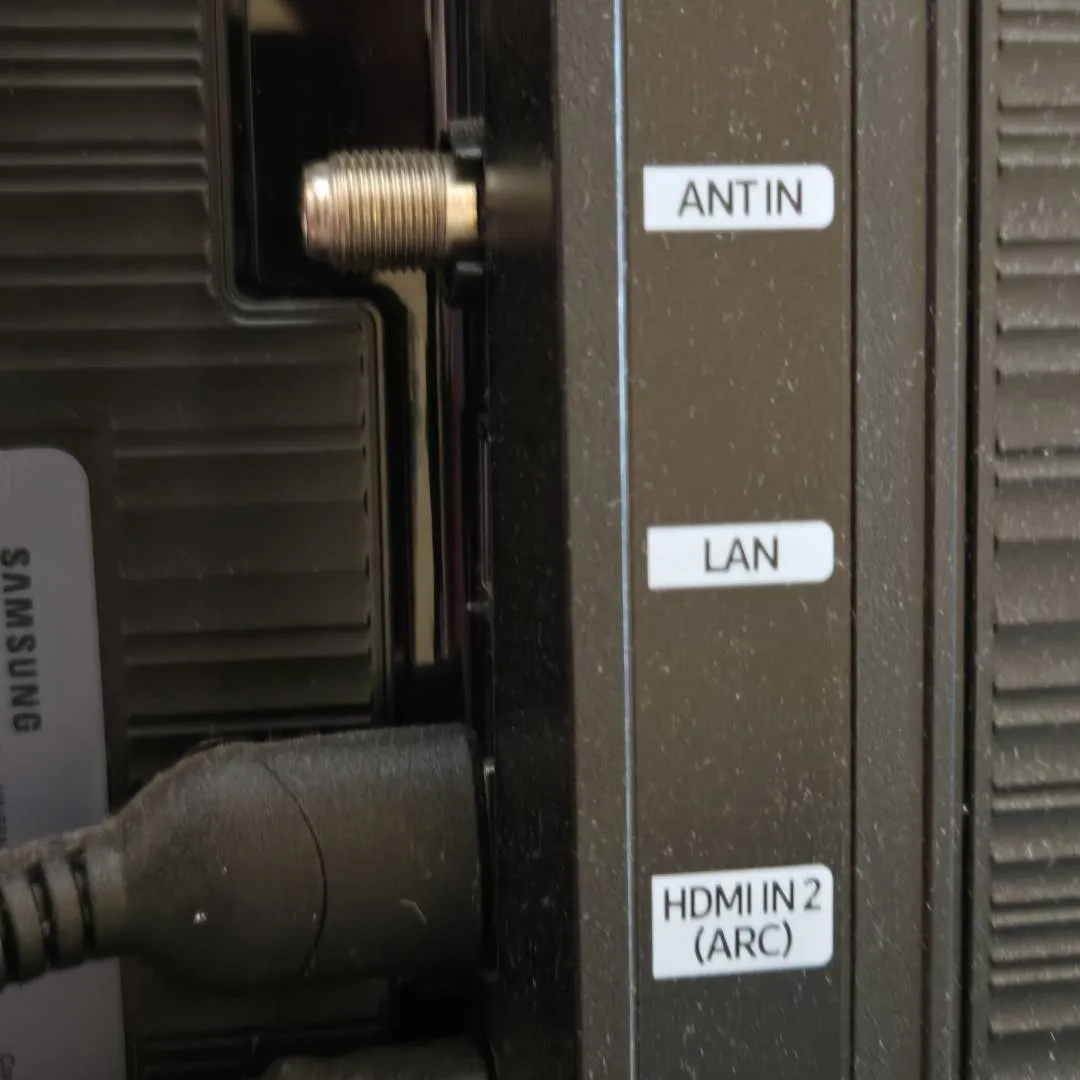 ANT IN
LAN
SAMSUNG
HDMI IN 2
(ARC)